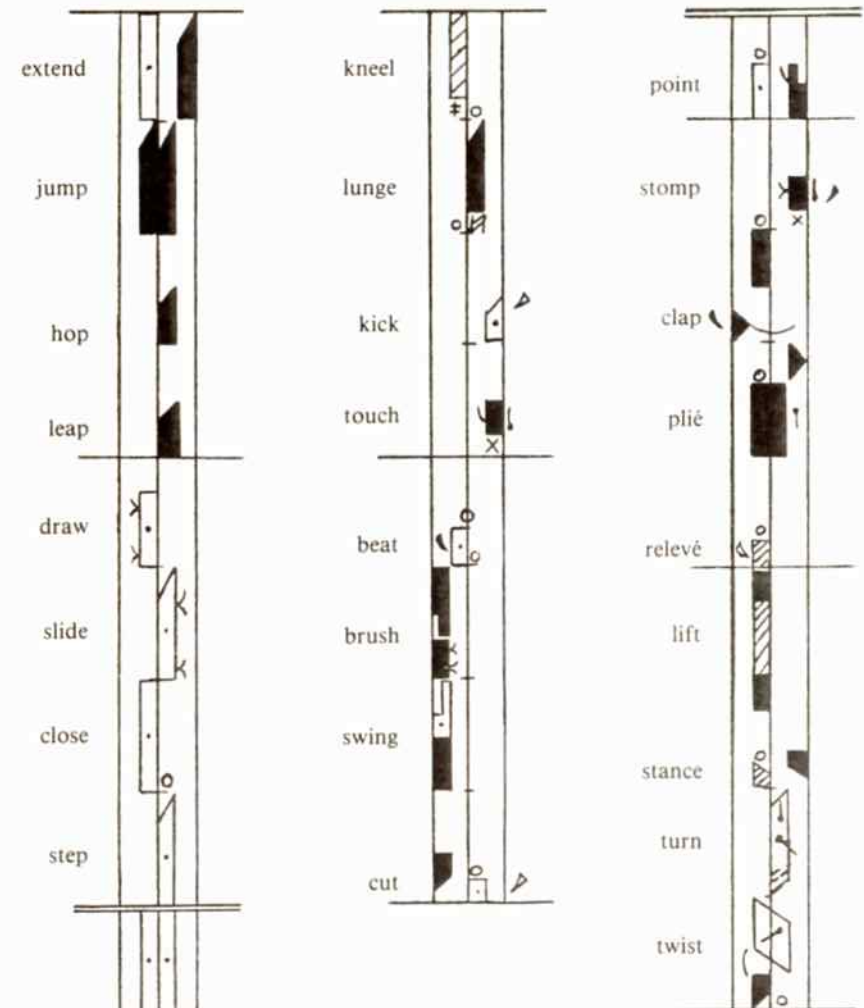 extend
jump
hop
leap
draw
slide
close
step
kneel
lunge
kick
touch
beat
brush
swing
cut
point
stomp
clap
plié
relevé
lift
stance
turn
twist